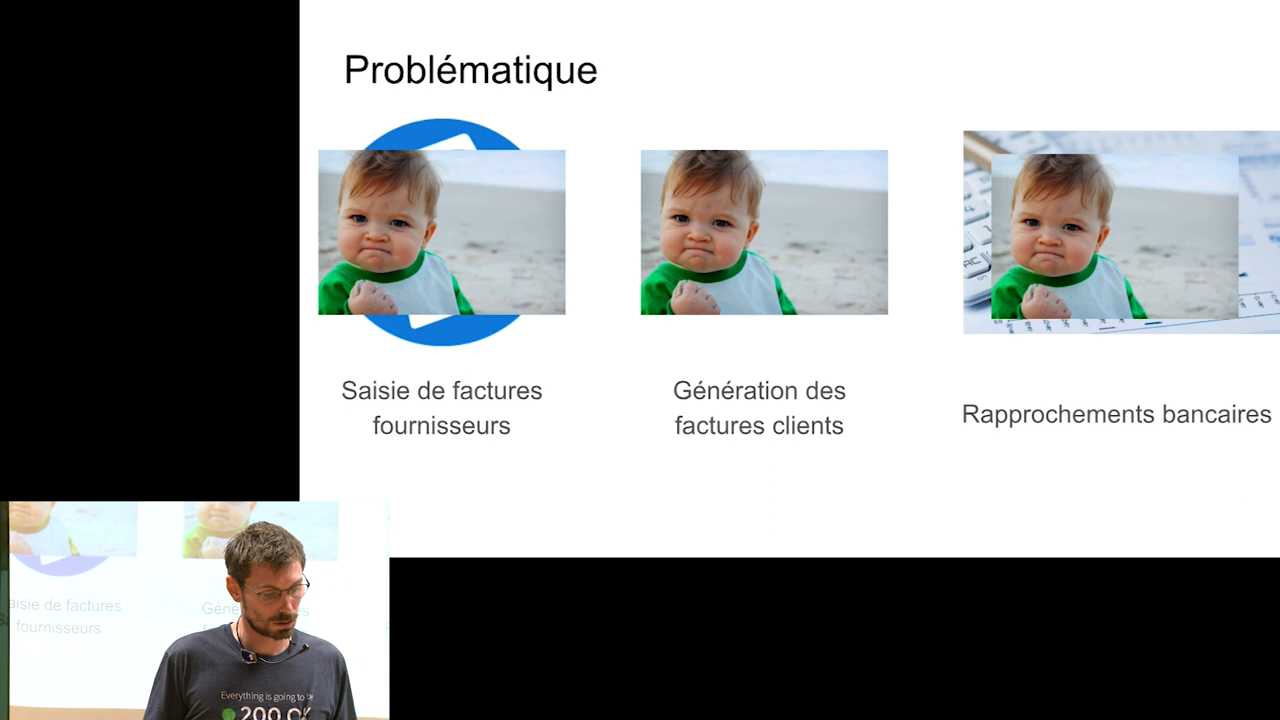 Problématique
Saisie de factures
fournisseurs
Génération des
factures clients
Rapprochements bancaires
aisie de factures
fournisseurs
Everything is going to be
200 OK